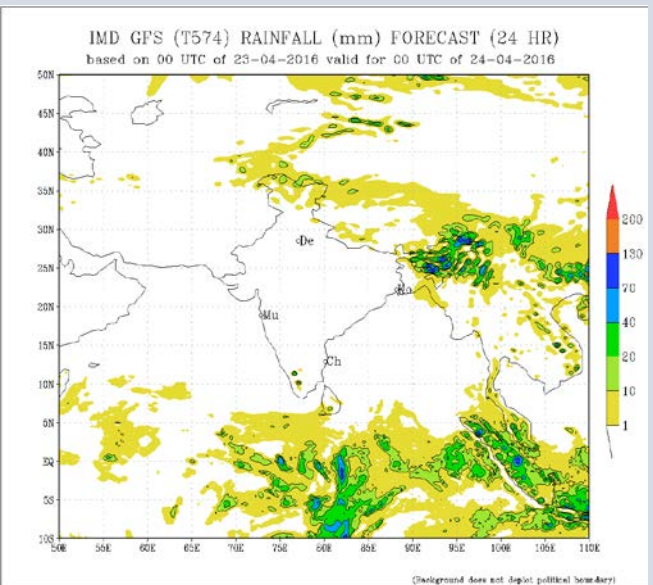 IMD GFS (T574) RAINFALL (mm) FORECAST (24 HR)
based on 00 UTC of 23-04-2016 valid for 00 UTC of 24-04-2016
50N
45N
40N
35N
30N
25N
20N
15N
10N
5N
EQ
5S
10S
50E 55E 60E 65E 70E 75E 80E 85E 90E 95E 100E 105E 110E
De
Ko
Mu
Ch
200
130
70
40
20
10
1
(Background does not depict political boundary)